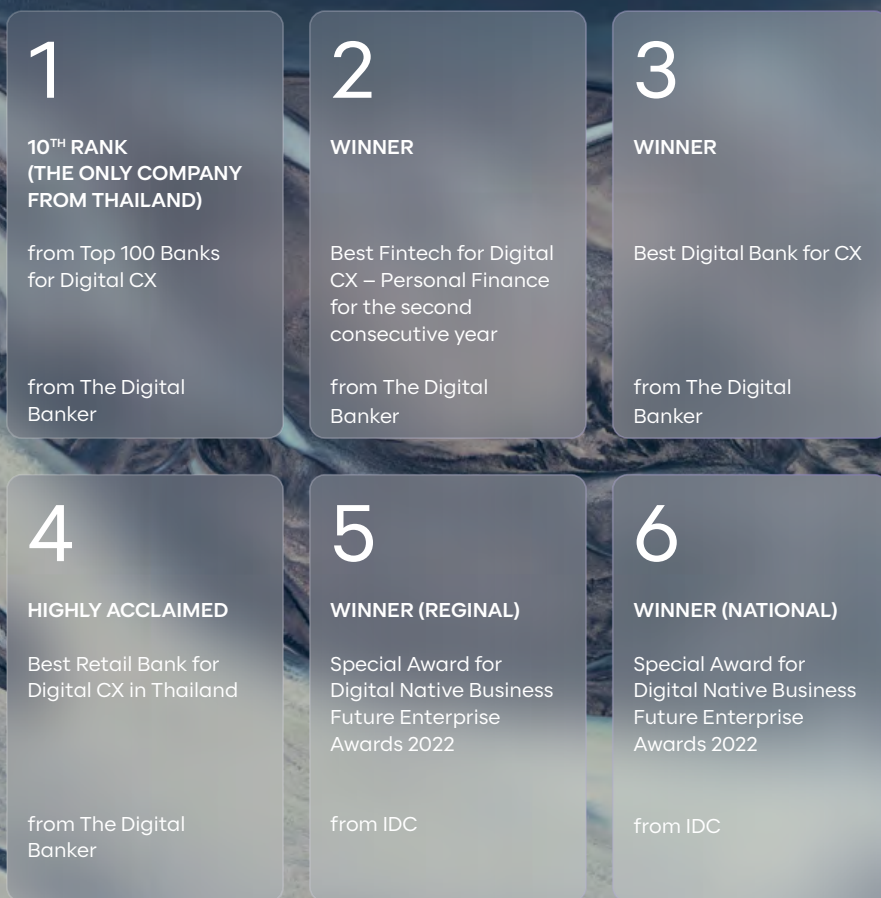 1
10TH RANK
(THE ONLY COMPANY
FROM THAILAND)
from Top 100 Banks
for Digital CX
from The Digital
Banker
2
WINNER
Best Fintech for Digital
CX – Personal Finance
for the second
consecutive year
from The Digital
Banker
3
WINNER
Best Digital Bank for CX
from The Digital
Banker
4
HIGHLY ACCLAIMED
Best Retail Bank for
Digital CX in Thailand
from The Digital
Banker
5
WINNER (REGINAL)
Special Award for
Digital Native Business
Future Enterprise
Awards 2022
from IDC
6
WINNER (NATIONAL)
Special Award for
Digital Native Business
Future Enterprise
Awards 2022
from IDC